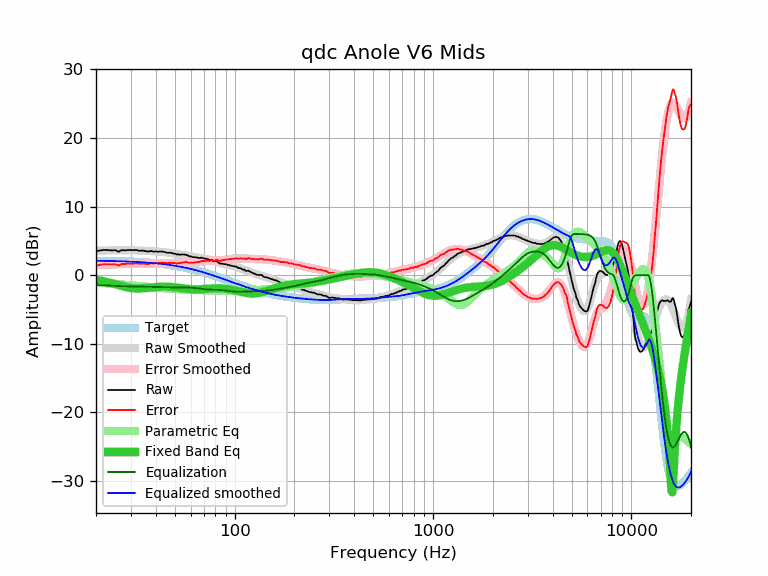 qdc Anole V6 Mids
30
20
10
0
−10
−20
−30
Amplitude (dBr)
Target
Raw Smoothed
Error Smoothed
Raw
Error
Parametric Eq
Fixed Band Eq
Equalization
Equalized smoothed
100 1000 10000
Frequency (Hz)